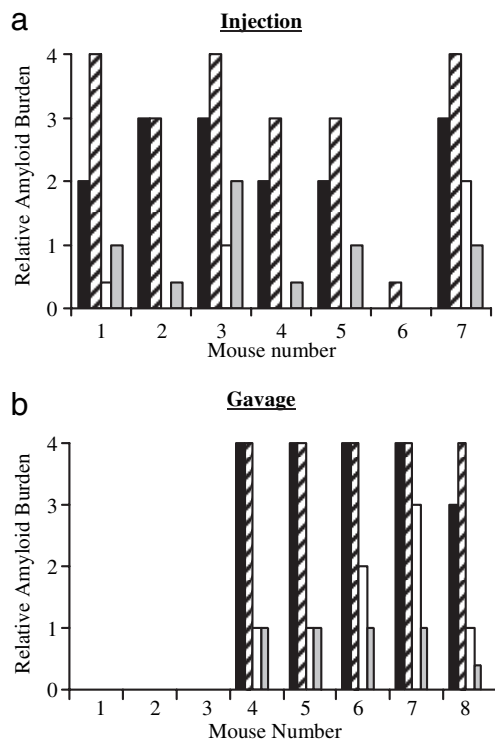 a
Injection
Relative Amyloid Burden
4
3
2
1
0
1 2 3 4 5 6 7
Mouse number
b
Gavage
Relative Amyloid Burden
4
3
2
1
0
1 2 3 4 5 6 7 8
Mouse Number